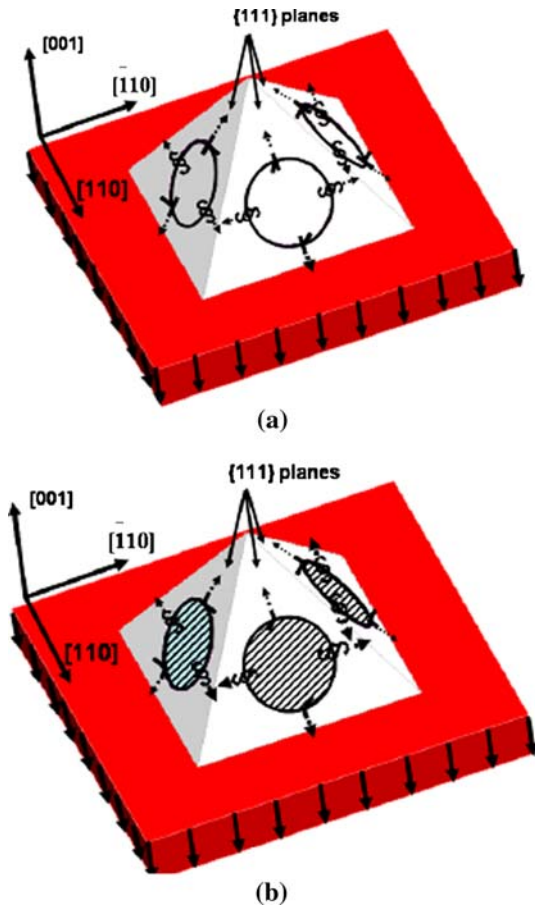 {111} planes
[001]
[1̄10]
[110]
(a)
{111} planes
[001]
[1̄10]
[110]
(b)